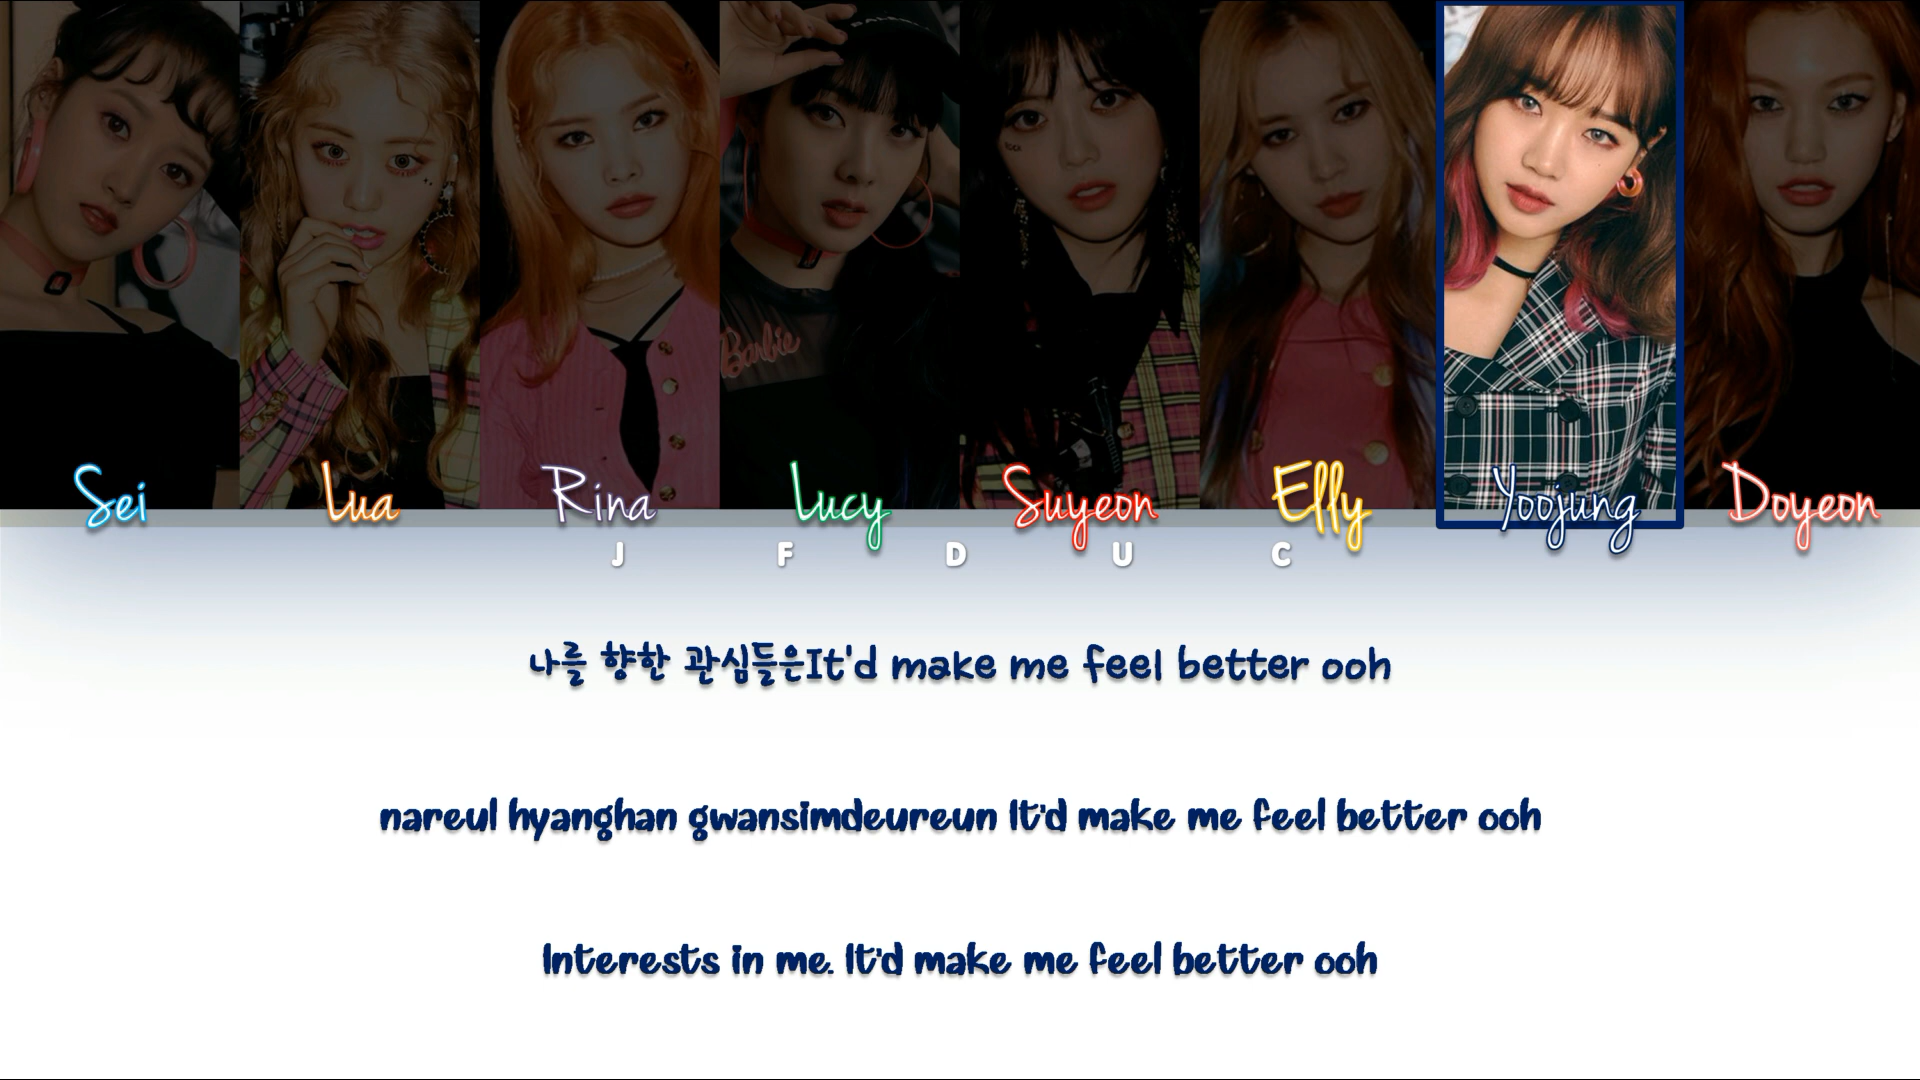 Barbie
Sei Lua Rina Lucy Suyeon Elly Yoojung Doyeon
J F D U C
나를 향한 관심들은It'd make me feel better ooh
nareul hyanghan gwansimdeureun It'd make me feel better ooh
Interests in me. It'd make me feel better ooh